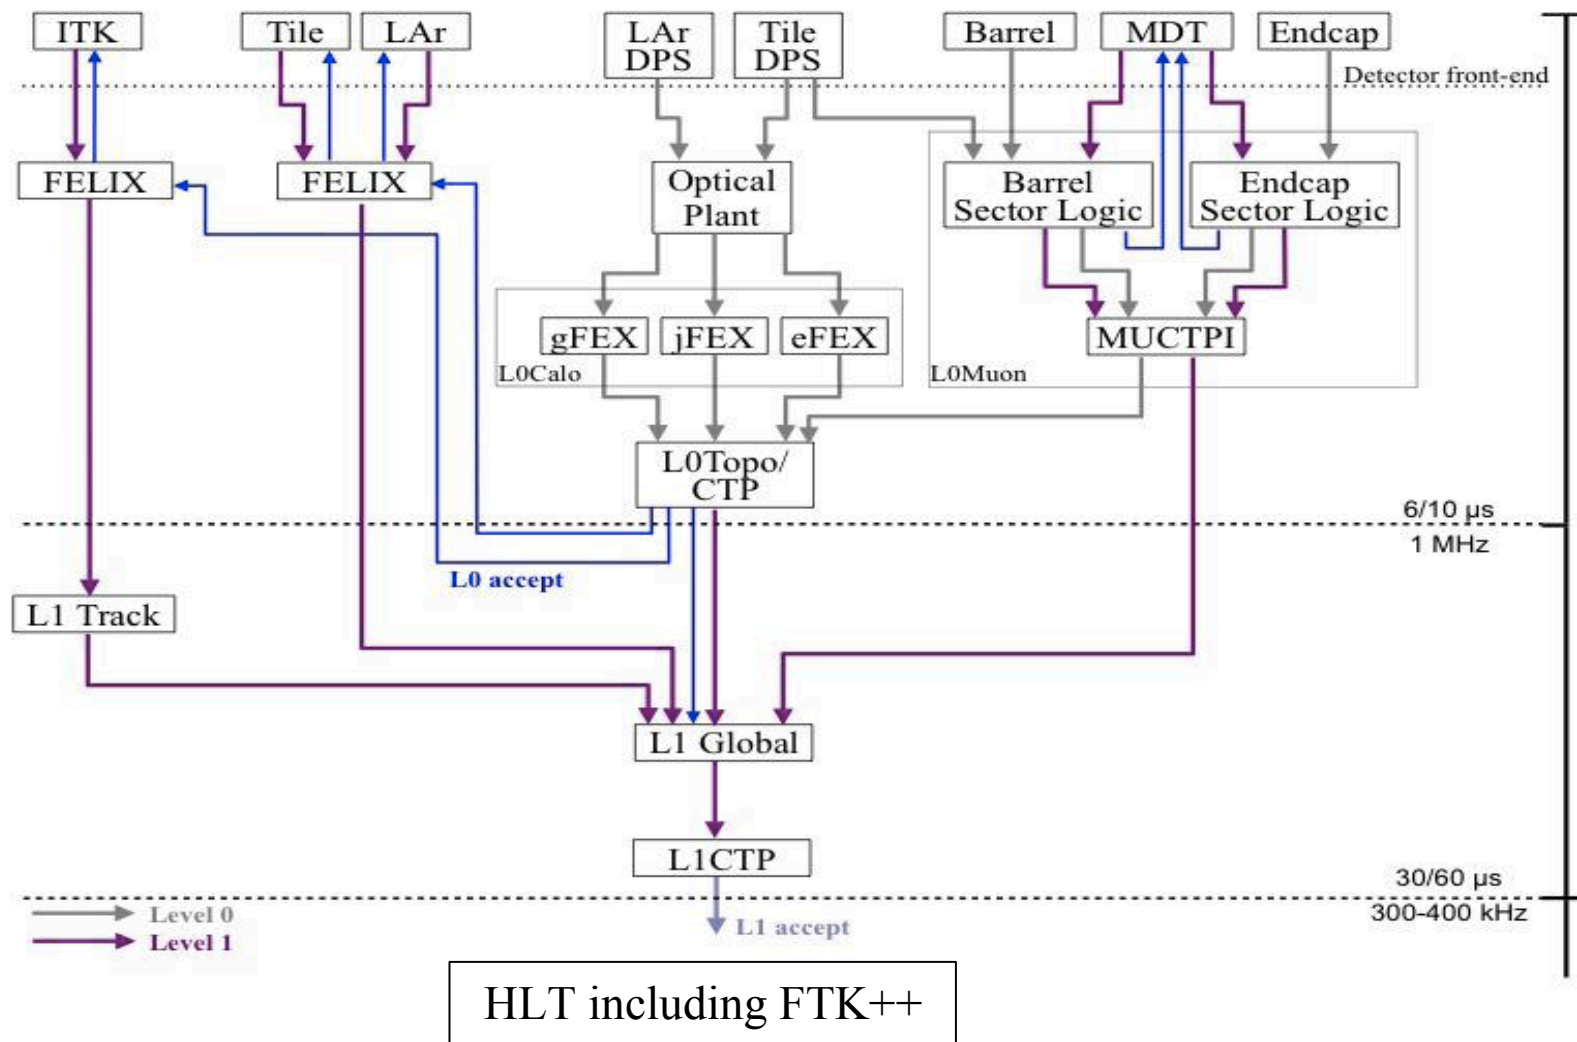 ITK
Tile
LAr
LAr
DPS
Tile
DPS
Barrel
MDT
Endcap
Detector front-end
FELIX
FELIX
Optical
Plant
Barrel
Sector Logic
Endcap
Sector Logic
gFEX
jFEX
eFEX
L0Calo
MUCTPI
L0Muon
L0Topo/
CTP
6/10 µs
1 MHz
L0 accept
L1 Track
L1 Global
L1CTP
30/60 µs
300-400 kHz
Level 0
Level 1
L1 accept
HLT including FTK++